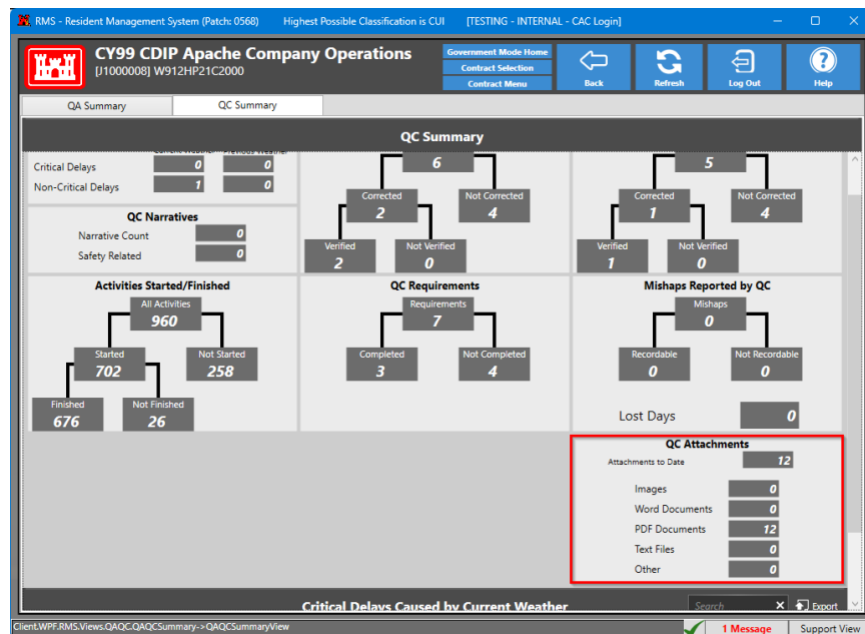 RMS - Resident Management System (Patch: 0568) Highest Possible Classification is CUI [TESTING - INTERNAL - CAC Login]
CY99 CDIP Apache Company Operations
[J1000008] W912HP21C2000
Government Mode Home
Contract Selection
Contract Menu
Back
Refresh
Log Out
Help
QA Summary
QC Summary
QC Summary
Current Weather Previous Weather
Critical Delays 0 0
Non-Critical Delays 1 0
QC Narratives
Narrative Count 0
Safety Related 0
6
Corrected Not Corrected
2 4
Verified Not Verified
2 0
5
Corrected Not Corrected
1 4
Verified Not Verified
1 0
Activities Started/Finished
All Activities
960
Started Not Started
702 258
Finished Not Finished
676 26
QC Requirements
Requirements
7
Completed Not Completed
3 4
Mishaps Reported by QC
Mishaps
0
Recordable Not Recordable
0 0
Lost Days 0
QC Attachments
Attachments to Date 12
Images 0
Word Documents 0
PDF Documents 12
Text Files 0
Other 0
Critical Delays Caused by Current Weather
Search
Export
Client.WPF.RMS.Views.QAQC.QAQCSummary->QAQCSummaryView
1 Message
Support View